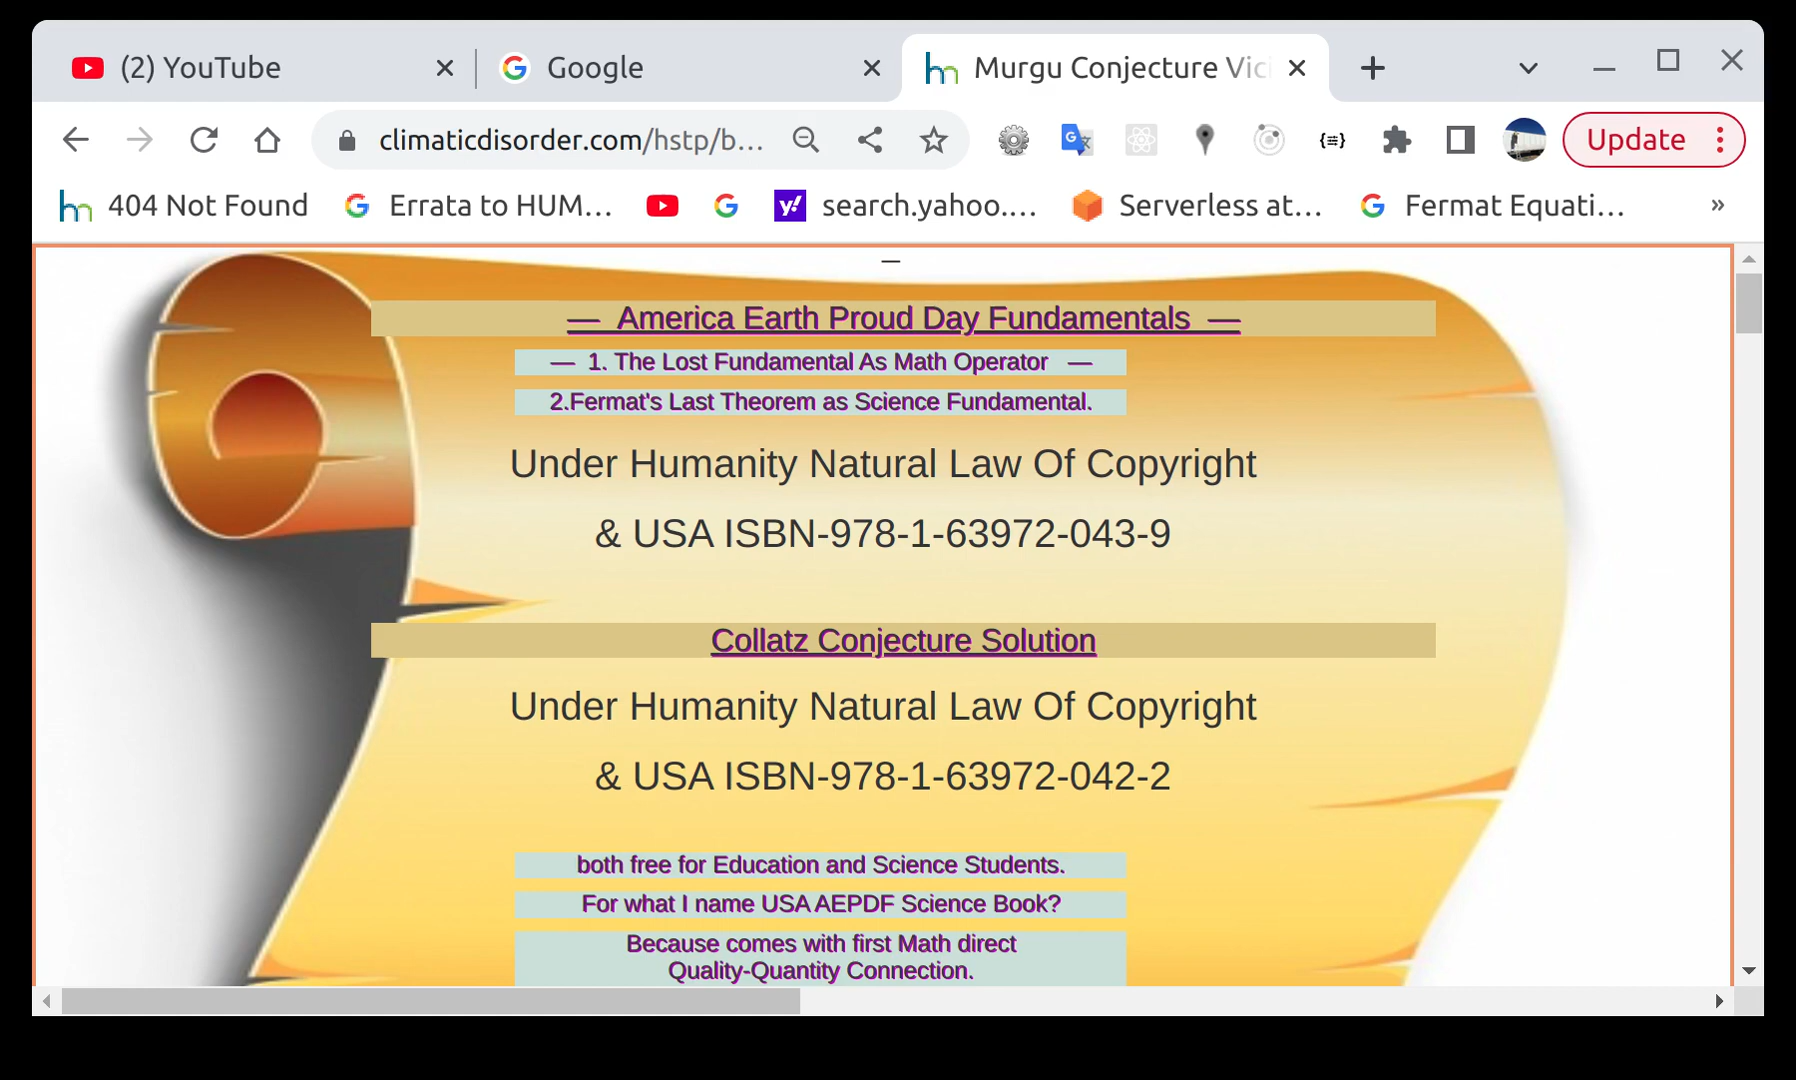 (2) YouTube
Google
Murgu Conjecture Vic
climaticdisorder.com/hstp/b...
Update
404 Not Found
Errata to HUM...
search.yahoo....
Serverless at...
Fermat Equati...
»
—
— America Earth Proud Day Fundamentals —
— 1. The Lost Fundamental As Math Operator —
2.Fermat's Last Theorem as Science Fundamental.
Under Humanity Natural Law Of Copyright
& USA ISBN-978-1-63972-043-9
Collatz Conjecture Solution
Under Humanity Natural Law Of Copyright
& USA ISBN-978-1-63972-042-2
both free for Education and Science Students.
For what I name USA AEPDF Science Book?
Because comes with first Math direct
Quality-Quantity Connection.